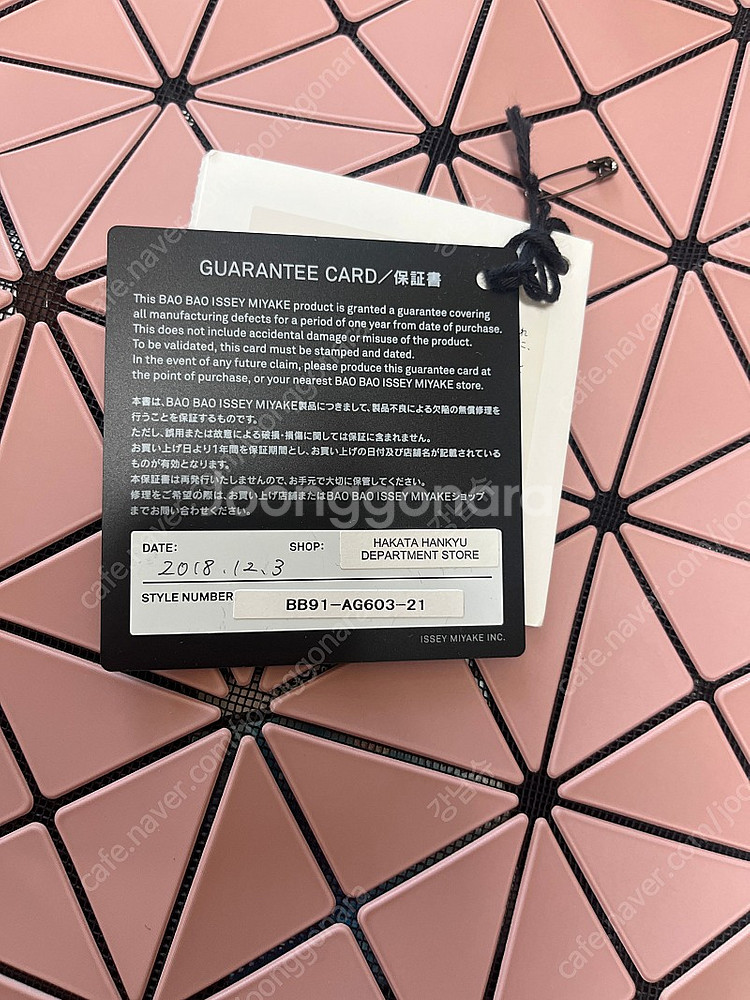 GUARANTEE CARD/保証書
This BAO BAO ISSEY MIYAKE product is granted a guarantee covering
all manufacturing defects for a period of one year from date of purchase.
This does not include accidental damage or misuse of the product.
To be validated, this card must be stamped and dated.
In the event of any future claim, please produce this guarantee card at
the point of purchase, or your nearest BAO BAO ISSEY MIYAKE store.
本書は、BAO BAO ISSEY MIYAKE製品につきまして、製品不良による欠陥の無償修理を
行うことを保証するものです。
ただし、誤用または故意による破損・損傷に関しては保証に含まれません。
お買い上げ日より1年間を保証期間とし、お買い上げの日付及び店舗名が記載されている
ものが有効となります。
本保証書は再発行いたしませんので、お手元で大切に保管してください。
修理をご希望の際は、お買い上げ店舗またはBAO BAO ISSEY MIYAKEショップ
までお問い合わせください。
DATE: 2018.12.3
SHOP: HAKATA HANKYU
DEPARTMENT STORE
STYLE NUMBER BB91-AG603-21
ISSEY MIYAKE INC.
joonggonara
cafe.naver.com/joonggonara